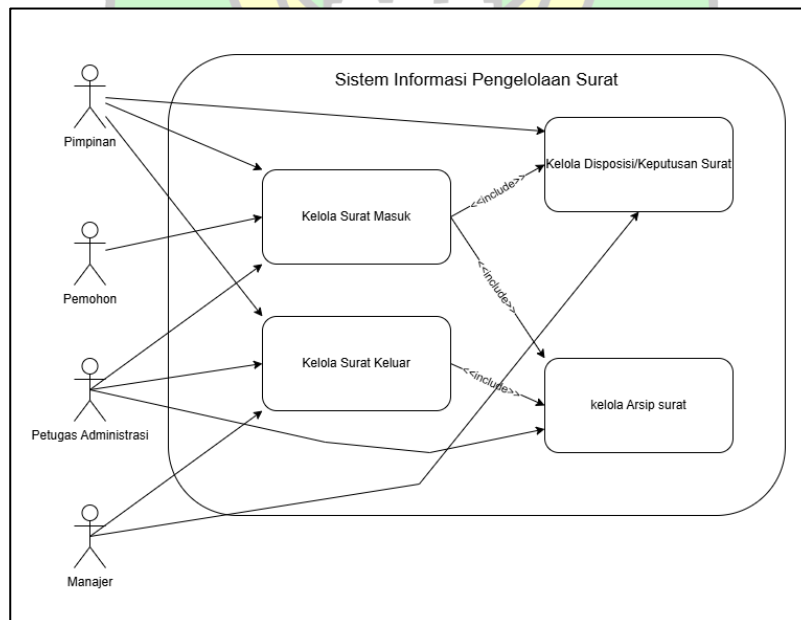 Sistem Informasi Pengelolaan Surat
Pimpinan
Kelola Disposisi/Keputusan Surat
<<include>>
Kelola Surat Masuk
Pemohon
<<include>>
Kelola Surat Keluar
<<include>>
kelola Arsip surat
Petugas Administrasi
Manajer